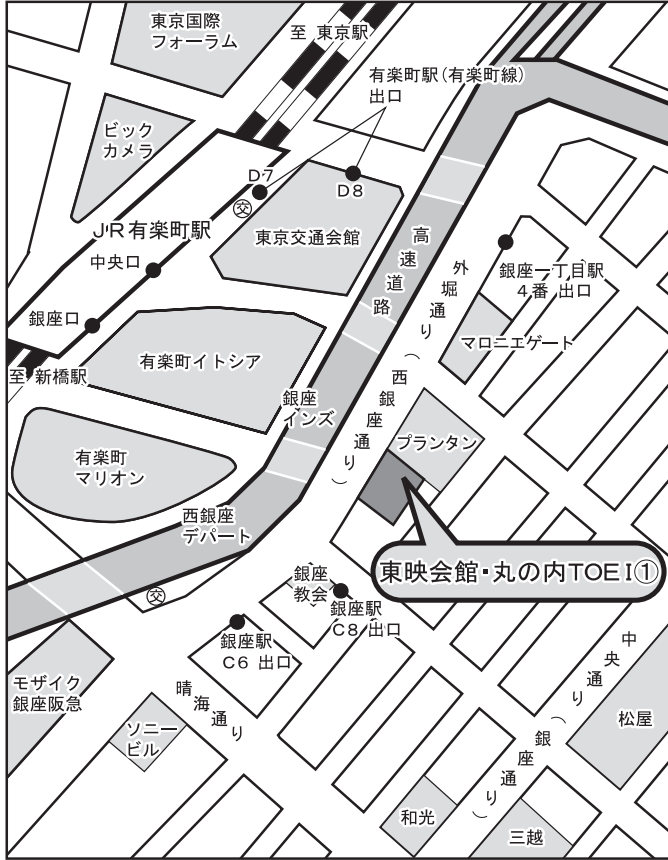 東京国際
フォーラム
至 東京駅
有楽町駅（有楽町線）
出口
ビック
カメラ
D7
D8
交
JR有楽町駅
東京交通会館
中央口
銀座口
至 新橋駅
有楽町イトシア
高速道路
外堀通り（西銀座通り）
銀座一丁目駅
4番 出口
マロニエゲート
銀座
インズ
プランタン
有楽町
マリオン
西銀座
デパート
交
東映会館・丸の内TOEI①
銀座
教会
銀座駅
C8 出口
銀座駅
C6 出口
モザイク
銀座阪急
晴海通り
ソニー
ビル
中央通り（銀座通り）
松屋
和光
三越